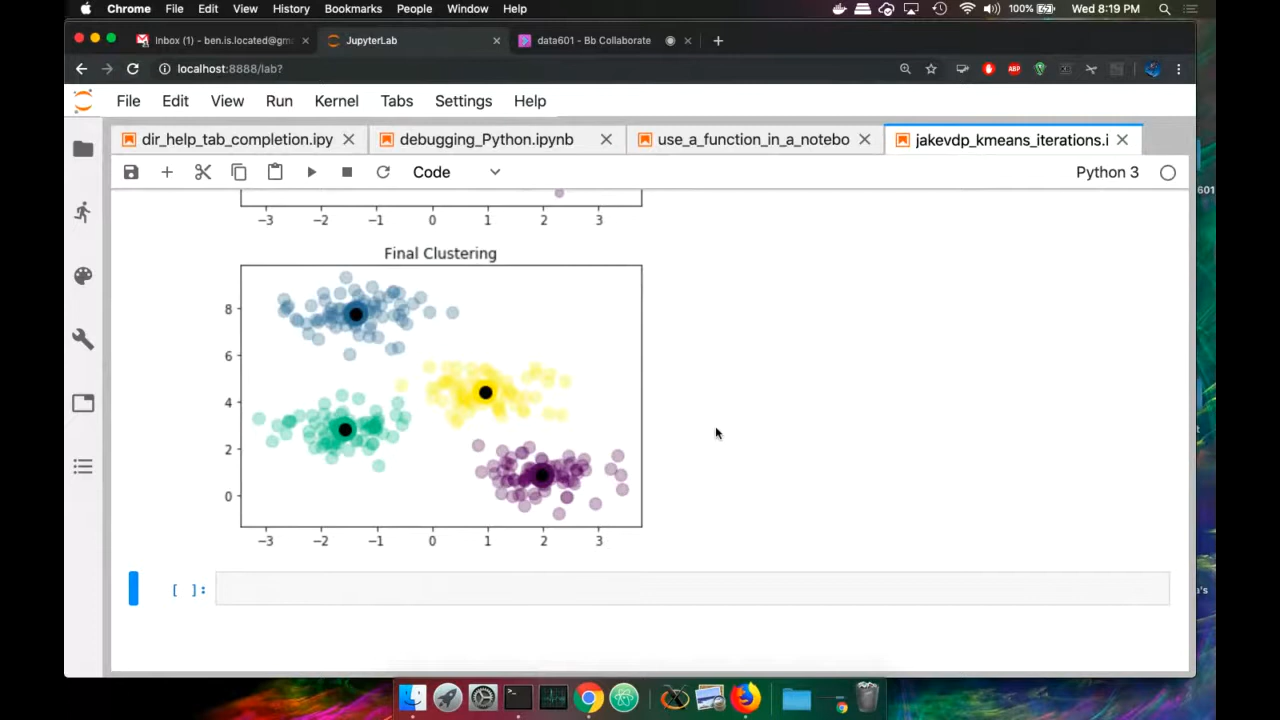 Chrome File Edit View History Bookmarks People Window Help 100% Wed 8:19 PM
Inbox (1) - ben.is.located@gm JupyterLab data601 - Bb Collaborate
localhost:8888/lab? ABP
File Edit View Run Kernel Tabs Settings Help
dir_help_tab_completion.ipy debugging_Python.ipynb use_a_function_in_a_notebo jakevdp_kmeans_iterations.i
Code Python 3
601
−3 −2 −1 0 1 2 3
Final Clustering
8
6
4
2
0
−3 −2 −1 0 1 2 3
[ ]:
's